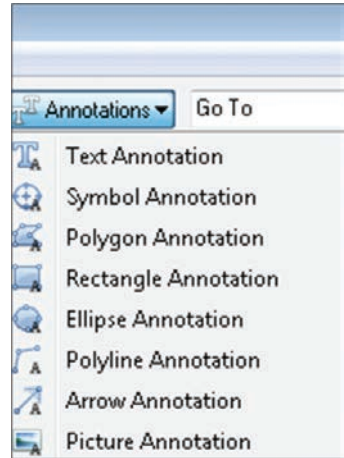 Annotations Go To
Text Annotation
Symbol Annotation
Polygon Annotation
Rectangle Annotation
Ellipse Annotation
Polyline Annotation
Arrow Annotation
Picture Annotation